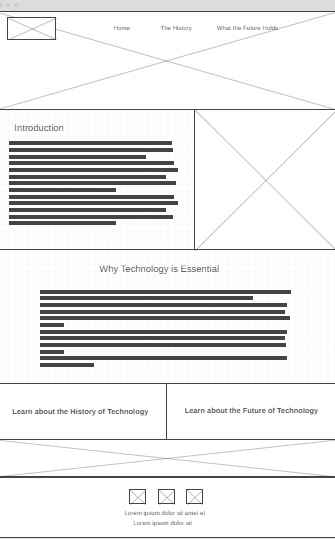 Home The History What the Future Holds
Introduction
Why Technology is Essential
Learn about the History of Technology Learn about the Future of Technology
Lorem ipsum dolor sit amet el
Lorem ipsum dolor sit